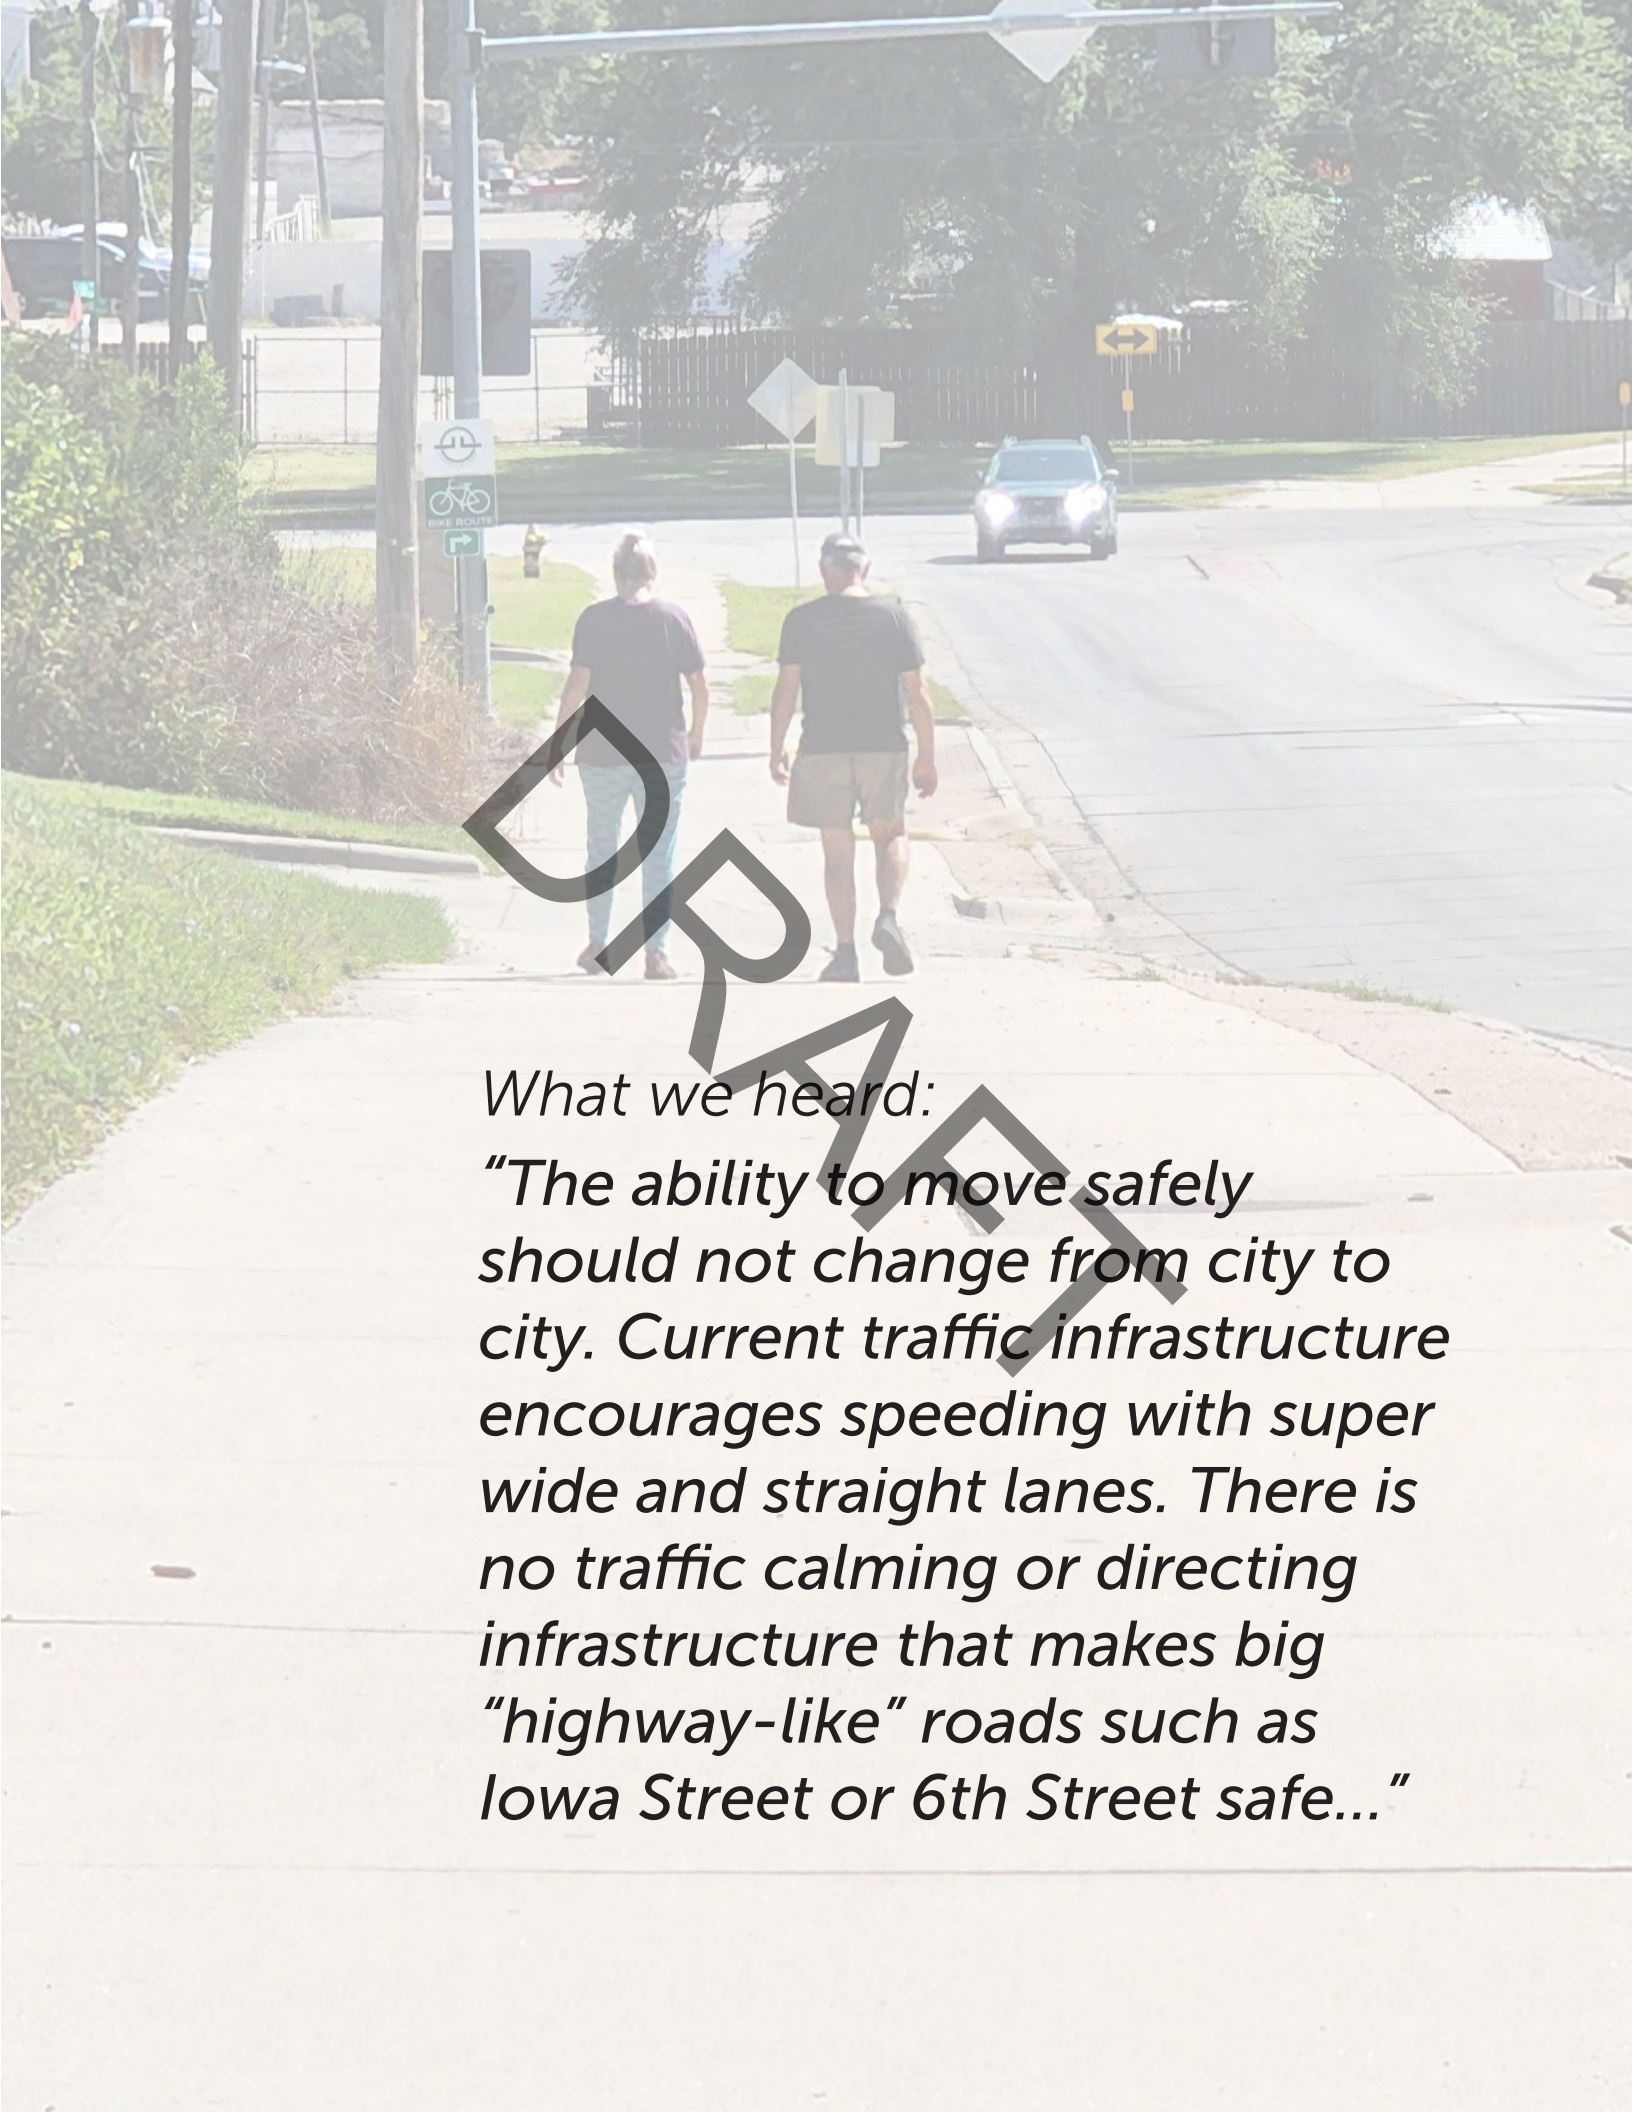 BIKE ROUTE
DRAFT
What we heard:
“The ability to move safely
should not change from city to
city. Current traffic infrastructure
encourages speeding with super
wide and straight lanes. There is
no traffic calming or directing
infrastructure that makes big
“highway-like” roads such as
Iowa Street or 6th Street safe...”